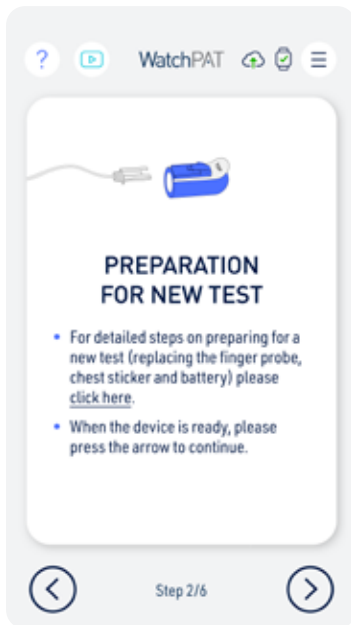 ?
WatchPAT
PREPARATION
FOR NEW TEST
• For detailed steps on preparing for a
new test (replacing the finger probe,
chest sticker and battery) please
click here.
• When the device is ready, please
press the arrow to continue.
Step 2/6